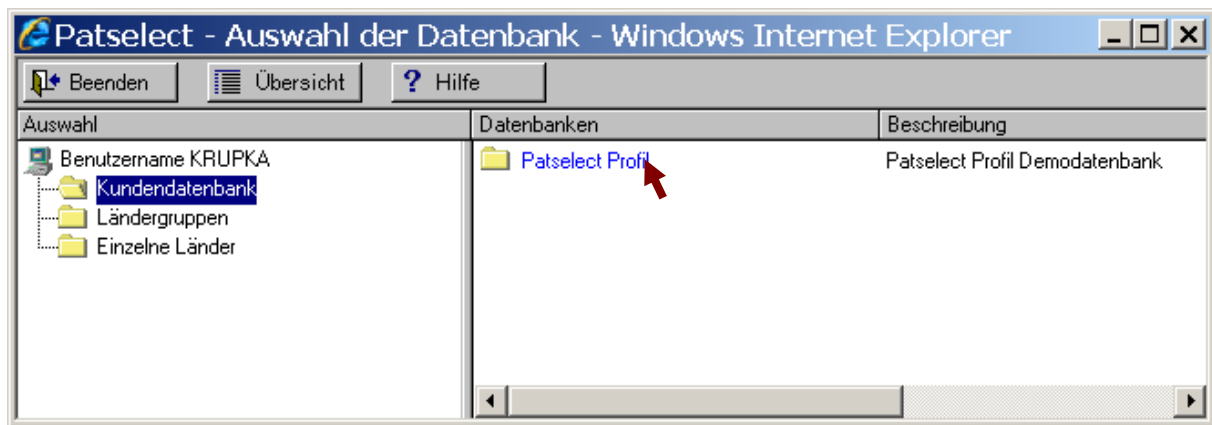 Patselect - Auswahl der Datenbank - Windows Internet Explorer
Beenden Übersicht ? Hilfe
Auswahl Datenbanken Beschreibung
Benutzername KRUPKA Patselect Profil Patselect Profil Demodatenbank
Kundendatenbank
Ländergruppen
Einzelne Länder